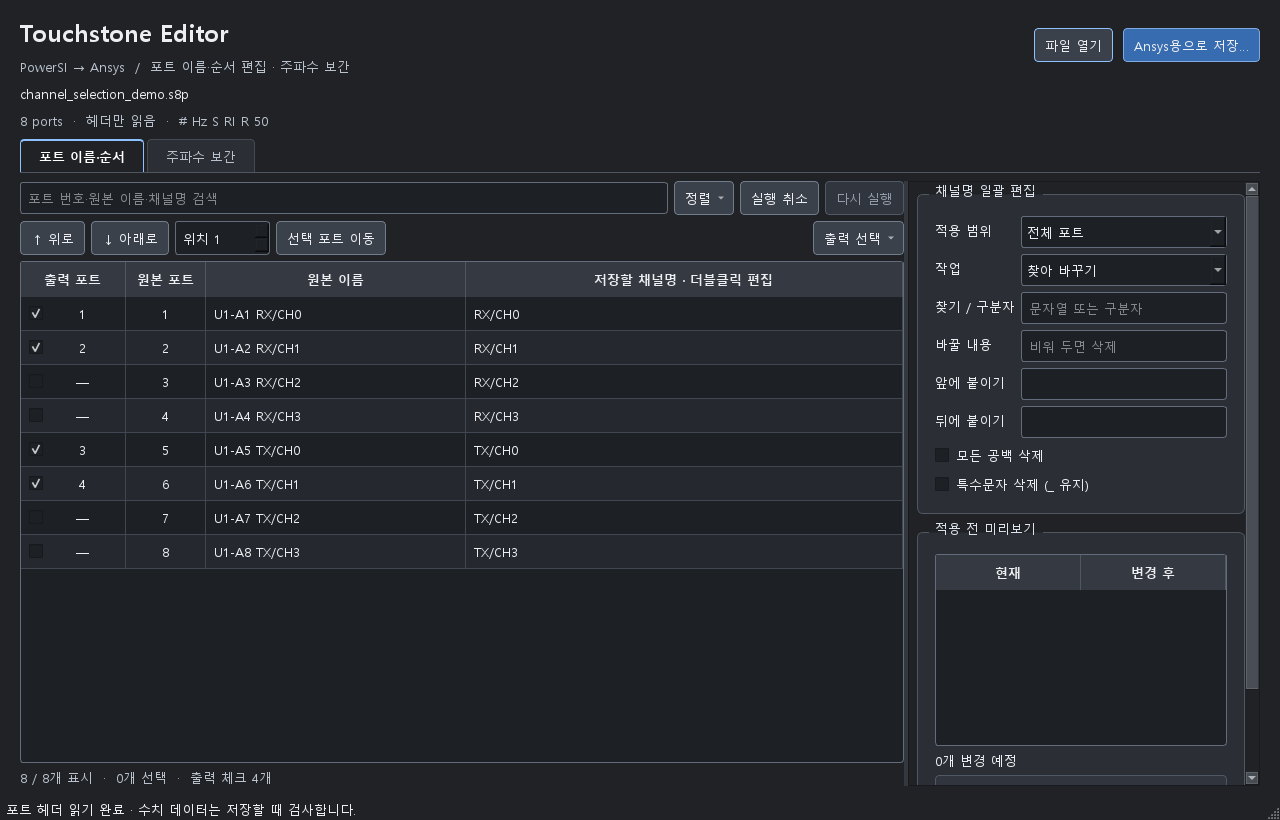 Touchstone Editor
파일 열기
Ansys용으로 저장...
PowerSI → Ansys / 포트 이름·순서 편집 · 주파수 보간
channel_selection_demo.s8p
8 ports · 헤더만 읽음 · # Hz S RI R 50
포트 이름·순서
주파수 보간
포트 번호·원본 이름·채널명 검색
정렬
실행 취소
다시 실행
↑ 위로
↓ 아래로
위치 1
선택 포트 이동
출력 선택
출력 포트 원본 포트 원본 이름 저장할 채널명 · 더블클릭 편집
✓ 1 1 U1-A1 RX/CH0 RX/CH0
✓ 2 2 U1-A2 RX/CH1 RX/CH1
— 3 U1-A3 RX/CH2 RX/CH2
— 4 U1-A4 RX/CH3 RX/CH3
✓ 3 5 U1-A5 TX/CH0 TX/CH0
✓ 4 6 U1-A6 TX/CH1 TX/CH1
— 7 U1-A7 TX/CH2 TX/CH2
— 8 U1-A8 TX/CH3 TX/CH3
8 / 8개 표시 · 0개 선택 · 출력 체크 4개
채널명 일괄 편집
적용 범위 전체 포트
작업 찾아 바꾸기
찾기 / 구분자 문자열 또는 구분자
바꿀 내용 비워 두면 삭제
앞에 붙이기
뒤에 붙이기
모든 공백 삭제
특수문자 삭제 (_ 유지)
적용 전 미리보기
현재 변경 후
0개 변경 예정
포트 헤더 읽기 완료 · 수치 데이터는 저장할 때 검사합니다.